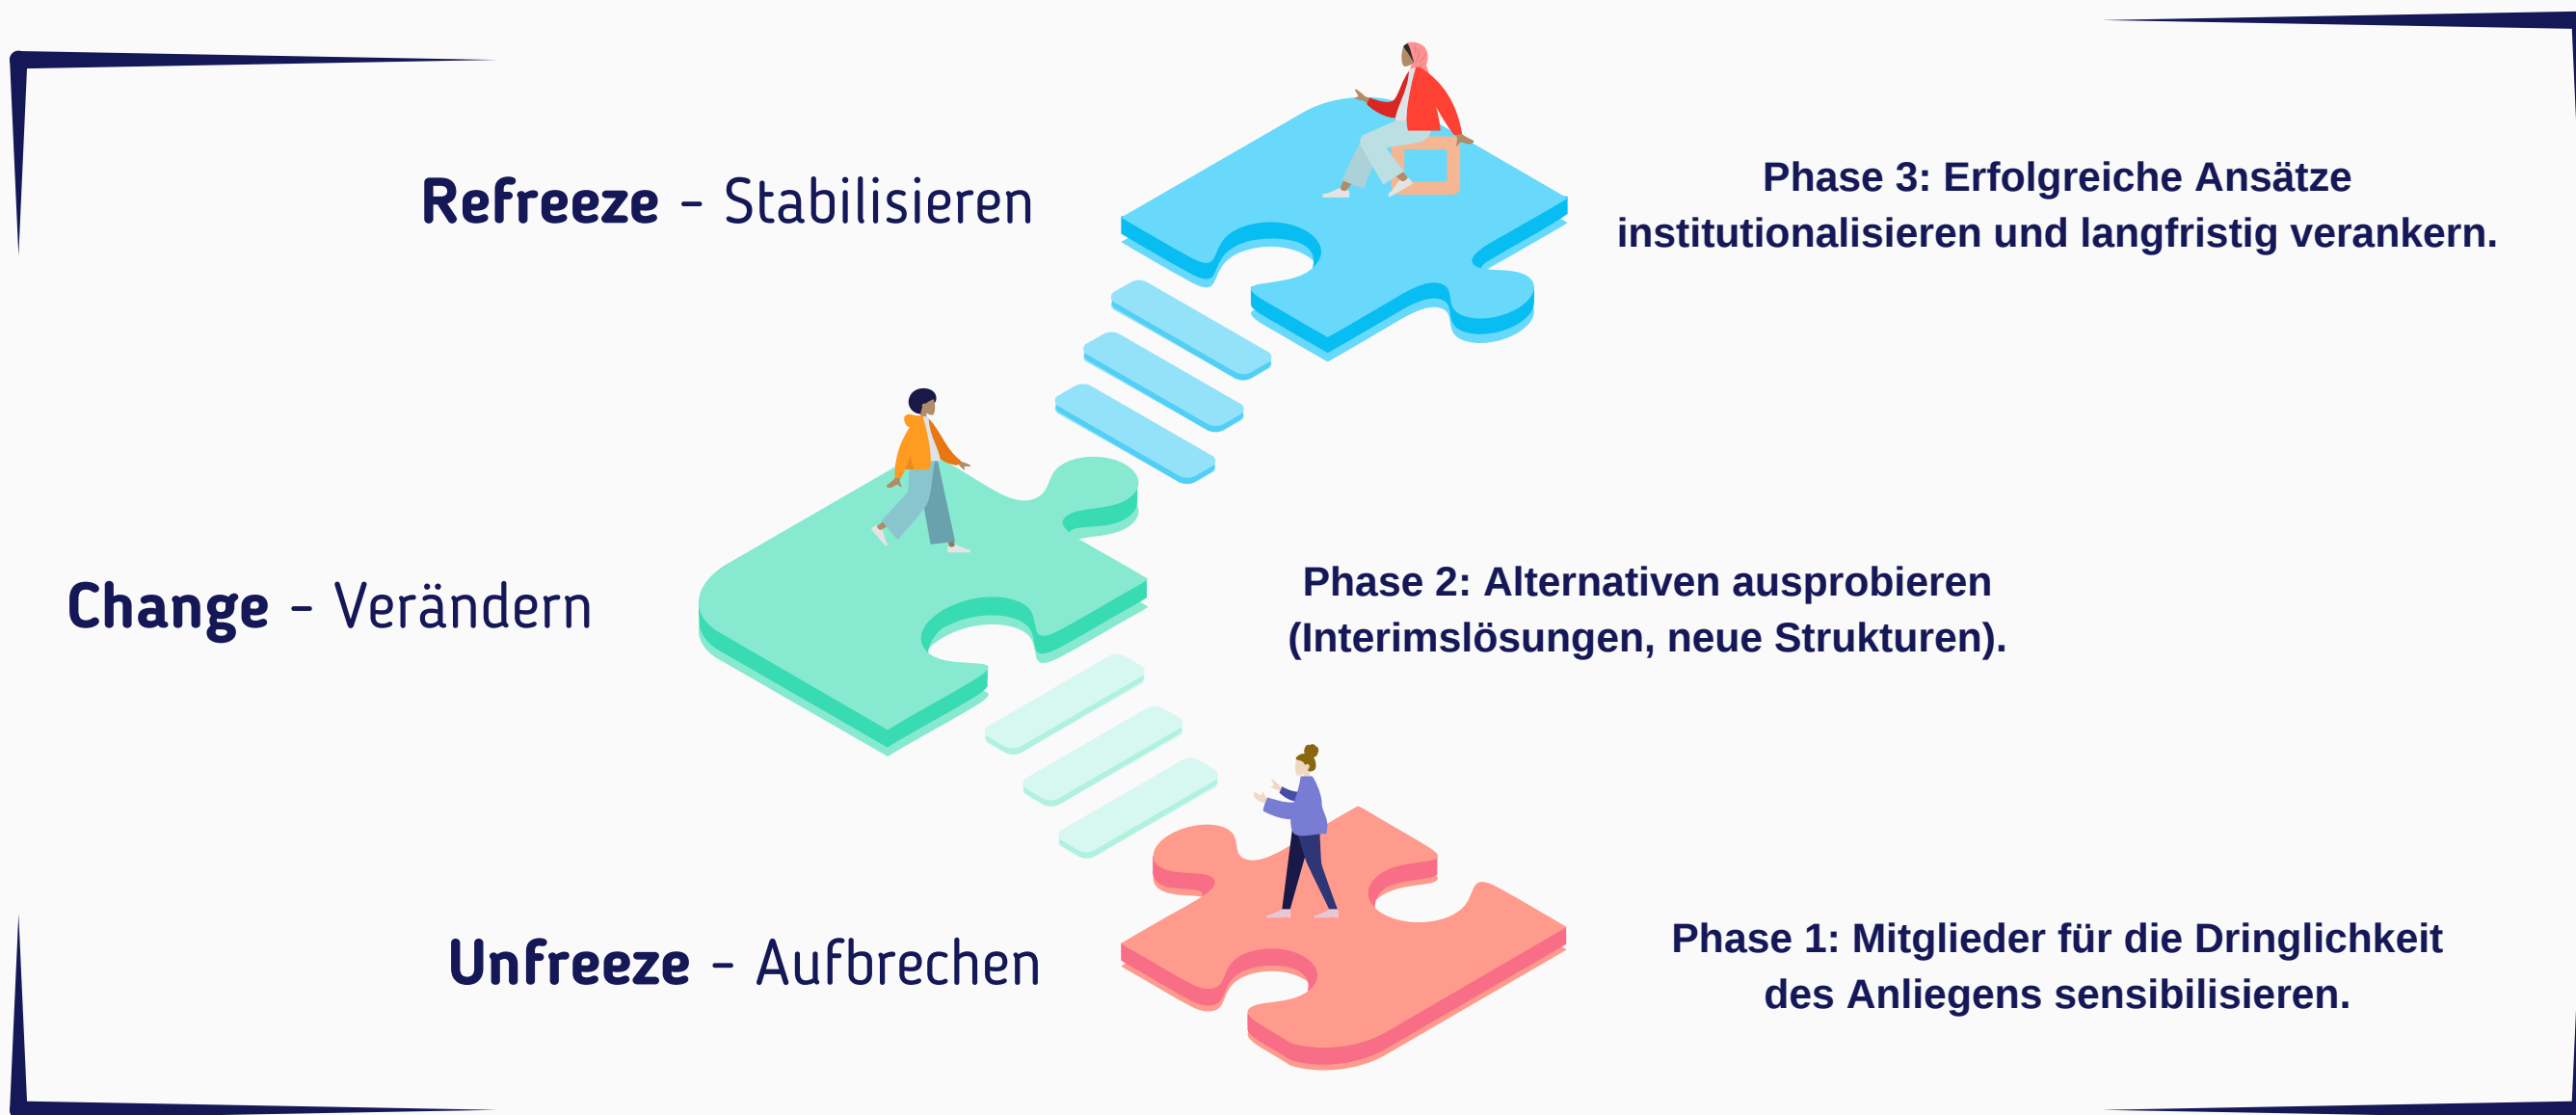 Refreeze - Stabilisieren
Phase 3: Erfolgreiche Ansätze
institutionalisieren und langfristig verankern.
Change - Verändern
Phase 2: Alternativen ausprobieren
(Interimslösungen, neue Strukturen).
Unfreeze - Aufbrechen
Phase 1: Mitglieder für die Dringlichkeit
des Anliegens sensibilisieren.